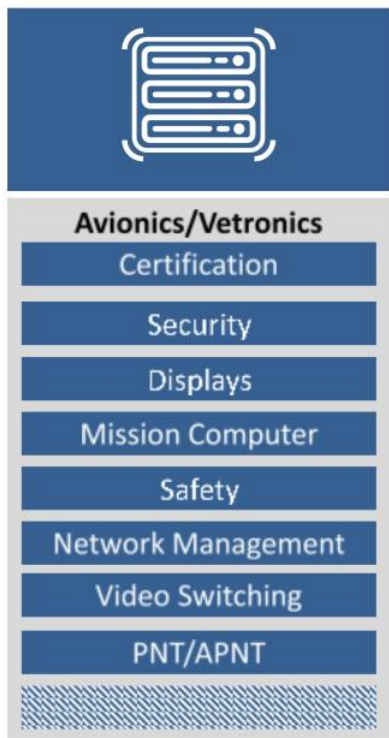 Avionics/Vetronics
Certification
Security
Displays
Mission Computer
Safety
Network Management
Video Switching
PNT/APNT